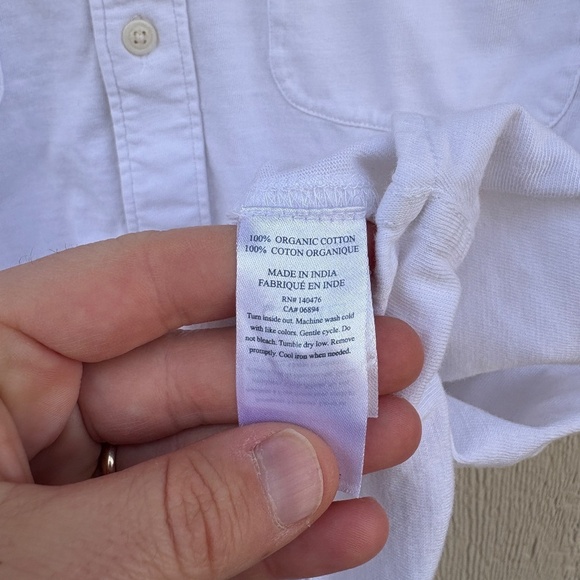 100% ORGANIC COTTON
100% COTON ORGANIQUE
MADE IN INDIA
FABRIQUÉ EN INDE
RN# 140476
CA# 06894
Turn inside out. Machine wash cold
with like colors. Gentle cycle. Do
not bleach. Tumble dry low. Remove
promptly. Cool iron when needed.